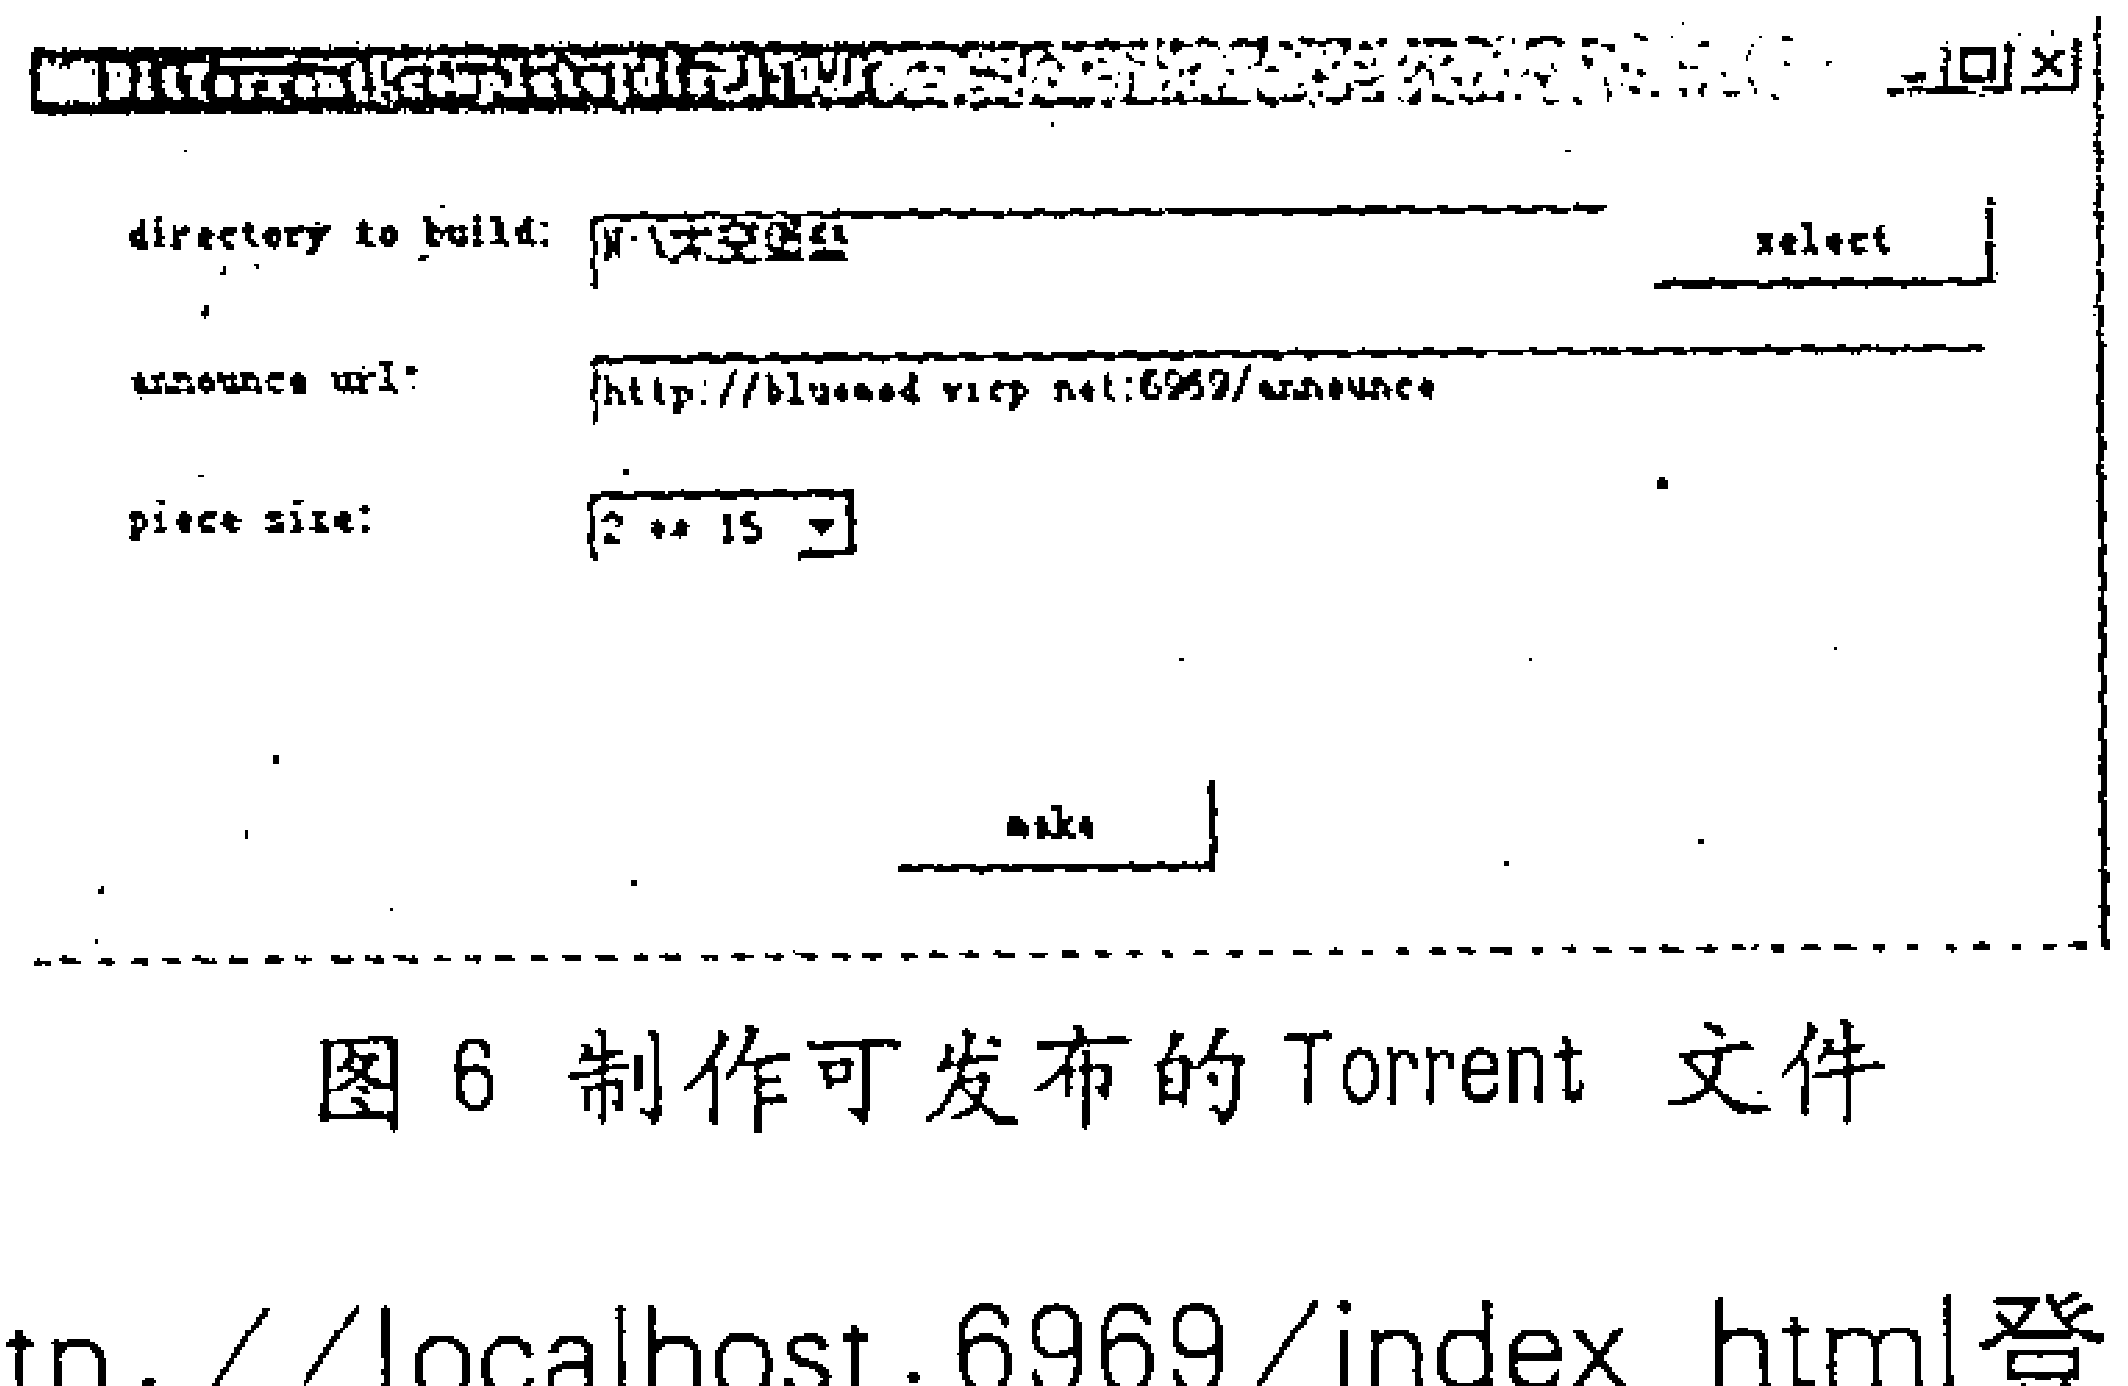 directory to build:
select
announce url:
http://bluesead vicp net:6969/announce
piece size:
2 ** 15
make
图 6 制作可发布的 Torrent 文件
tp://localhost:6969/index html登